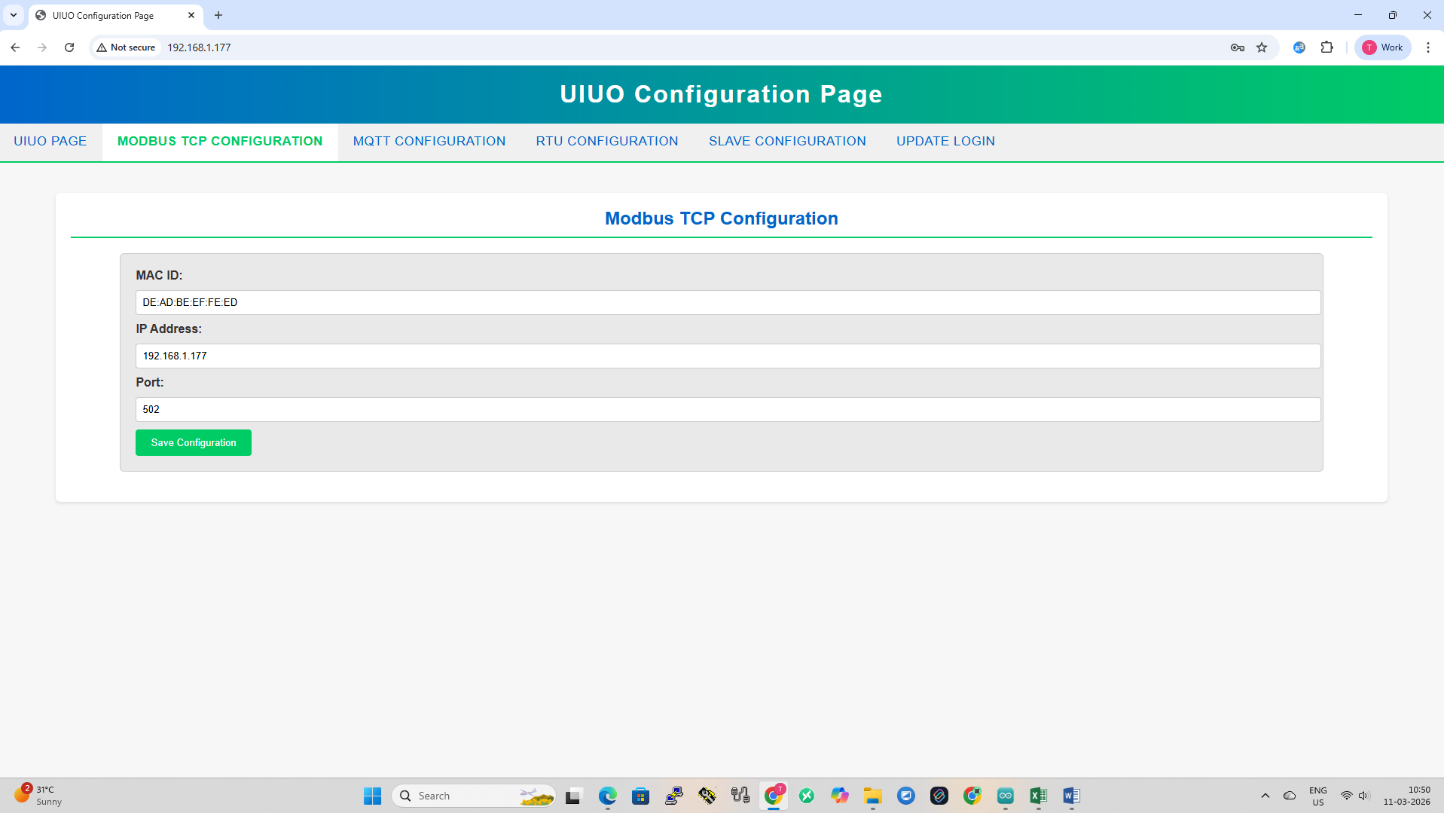 UIUO Configuration Page
Not secure
192.168.1.177
T
Work
UIUO Configuration Page
UIUO PAGE
MODBUS TCP CONFIGURATION
MQTT CONFIGURATION
RTU CONFIGURATION
SLAVE CONFIGURATION
UPDATE LOGIN
Modbus TCP Configuration
MAC ID:
DE:AD:BE:EF:FE:ED
IP Address:
192.168.1.177
Port:
502
Save Configuration
2
31°C
Sunny
Search
T
ENG
US
10:50
11-03-2026